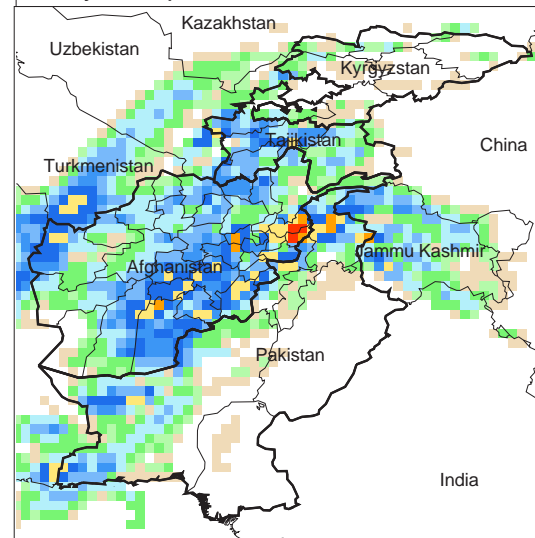 Kazakhstan
Uzbekistan
Kyrgyzstan
Tajikistan
China
Turkmenistan
Jammu Kashmir
Afghanistan
Pakistan
India